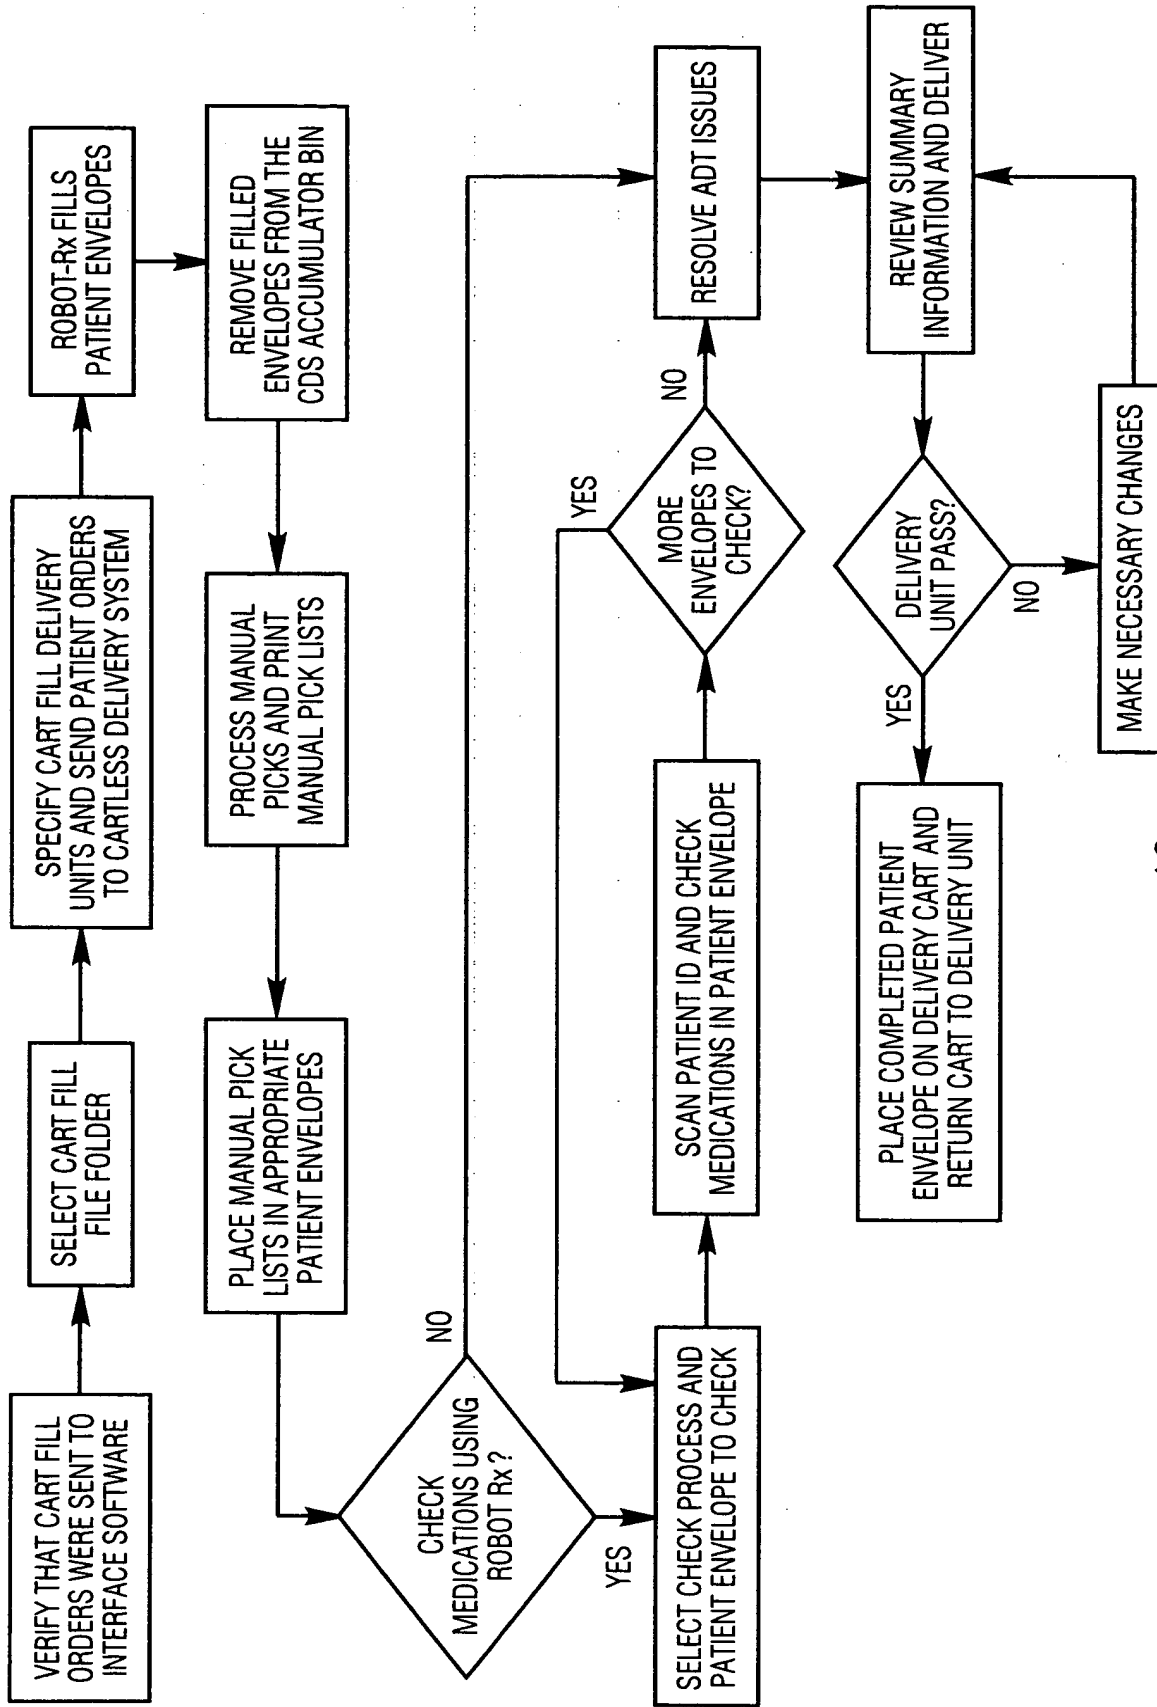 VERIFY THAT CART FILL
ORDERS WERE SENT TO
INTERFACE SOFTWARE
SELECT CART FILL
FILE FOLDER
SPECIFY CART FILL DELIVERY
UNITS AND SEND PATIENT ORDERS
TO CARTLESS DELIVERY SYSTEM
ROBOT-Rx FILLS
PATIENT ENVELOPES
REMOVE FILLED
ENVELOPES FROM THE
CDS ACCUMULATOR BIN
PROCESS MANUAL
PICKS AND PRINT
MANUAL PICK LISTS
PLACE MANUAL PICK
LISTS IN APPROPRIATE
PATIENT ENVELOPES
CHECK
MEDICATIONS USING
ROBOT Rx?
NO
YES
SELECT CHECK PROCESS AND
PATIENT ENVELOPE TO CHECK
SCAN PATIENT ID AND CHECK
MEDICATIONS IN PATIENT ENVELOPE
MORE
ENVELOPES TO
CHECK?
YES
NO
RESOLVE ADT ISSUES
REVIEW SUMMARY
INFORMATION AND DELIVER
DELIVERY
UNIT PASS?
YES
NO
PLACE COMPLETED PATIENT
ENVELOPE ON DELIVERY CART AND
RETURN CART TO DELIVERY UNIT
MAKE NECESSARY CHANGES